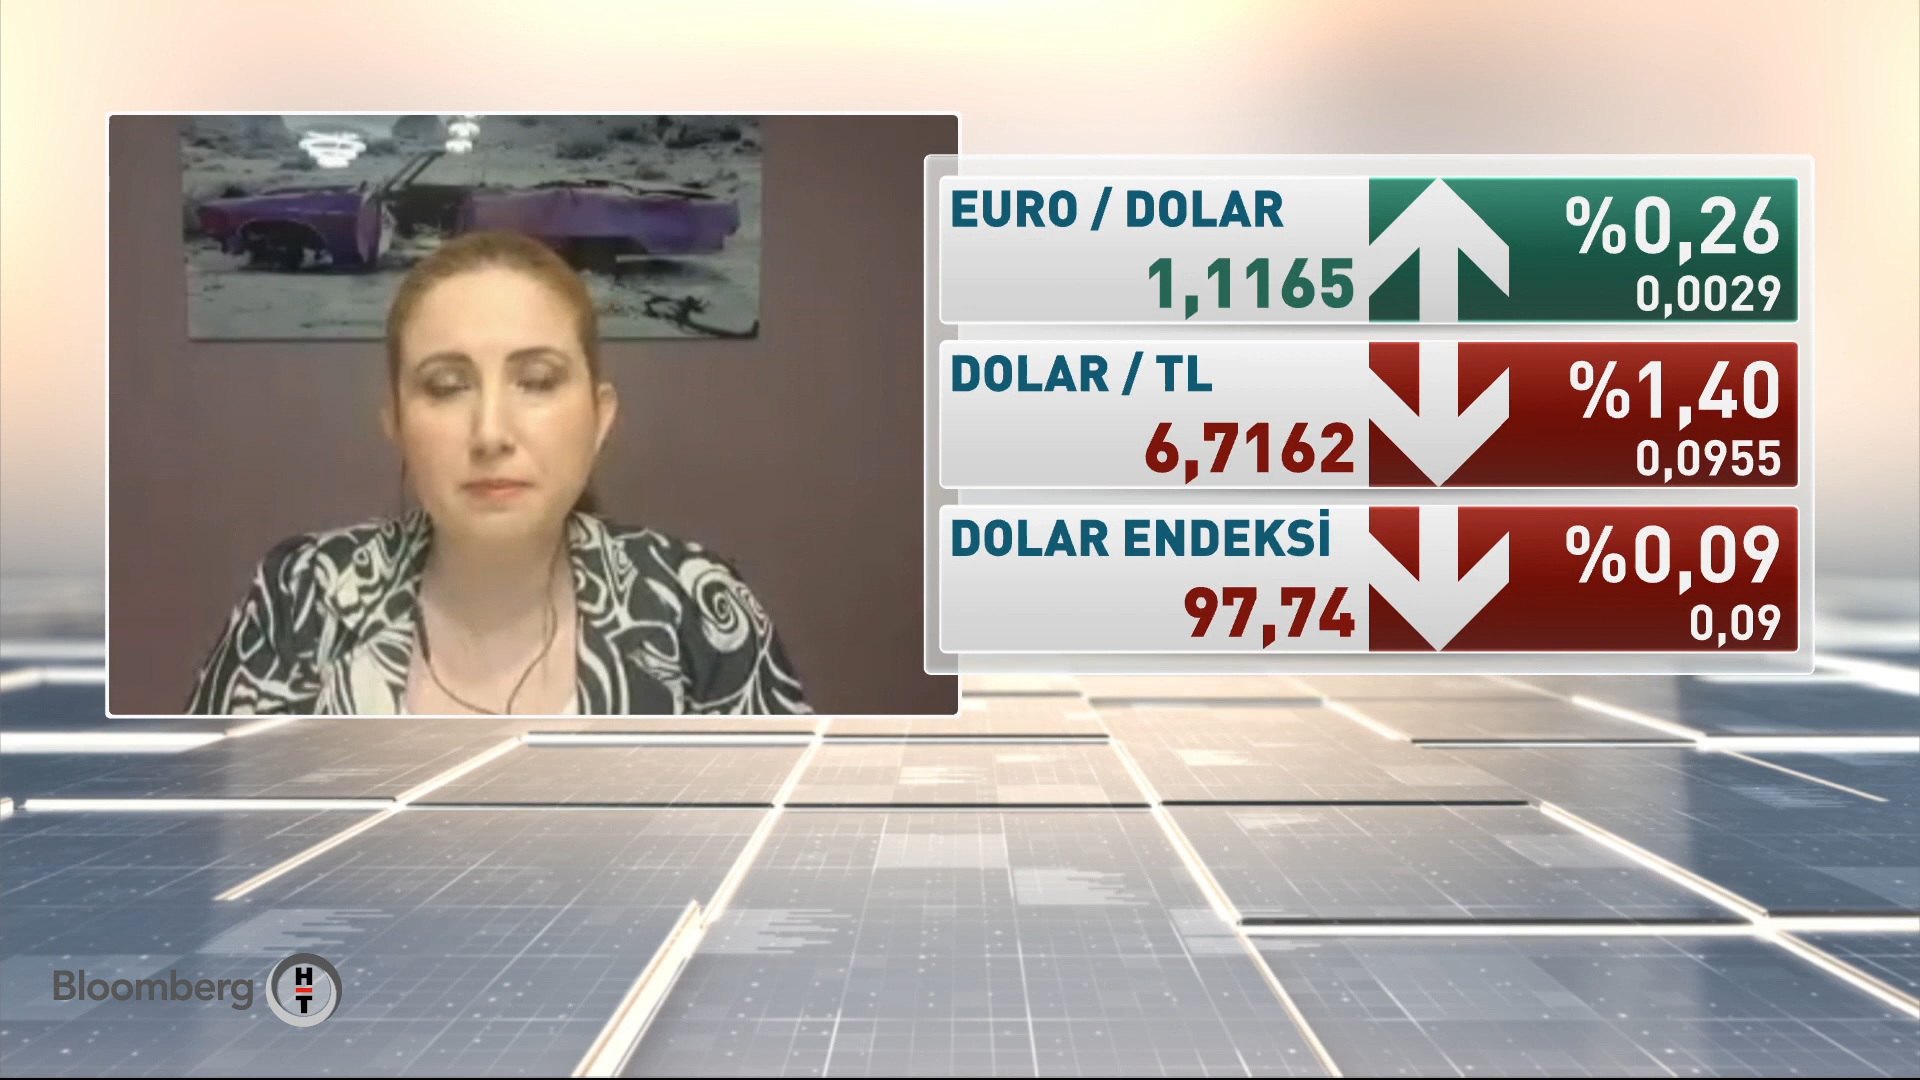 EURO / DOLAR
1,1165
%0,26
0,0029
DOLAR / TL
6,7162
%1,40
0,0955
DOLAR ENDEKSİ
97,74
%0,09
0,09
Bloomberg HT